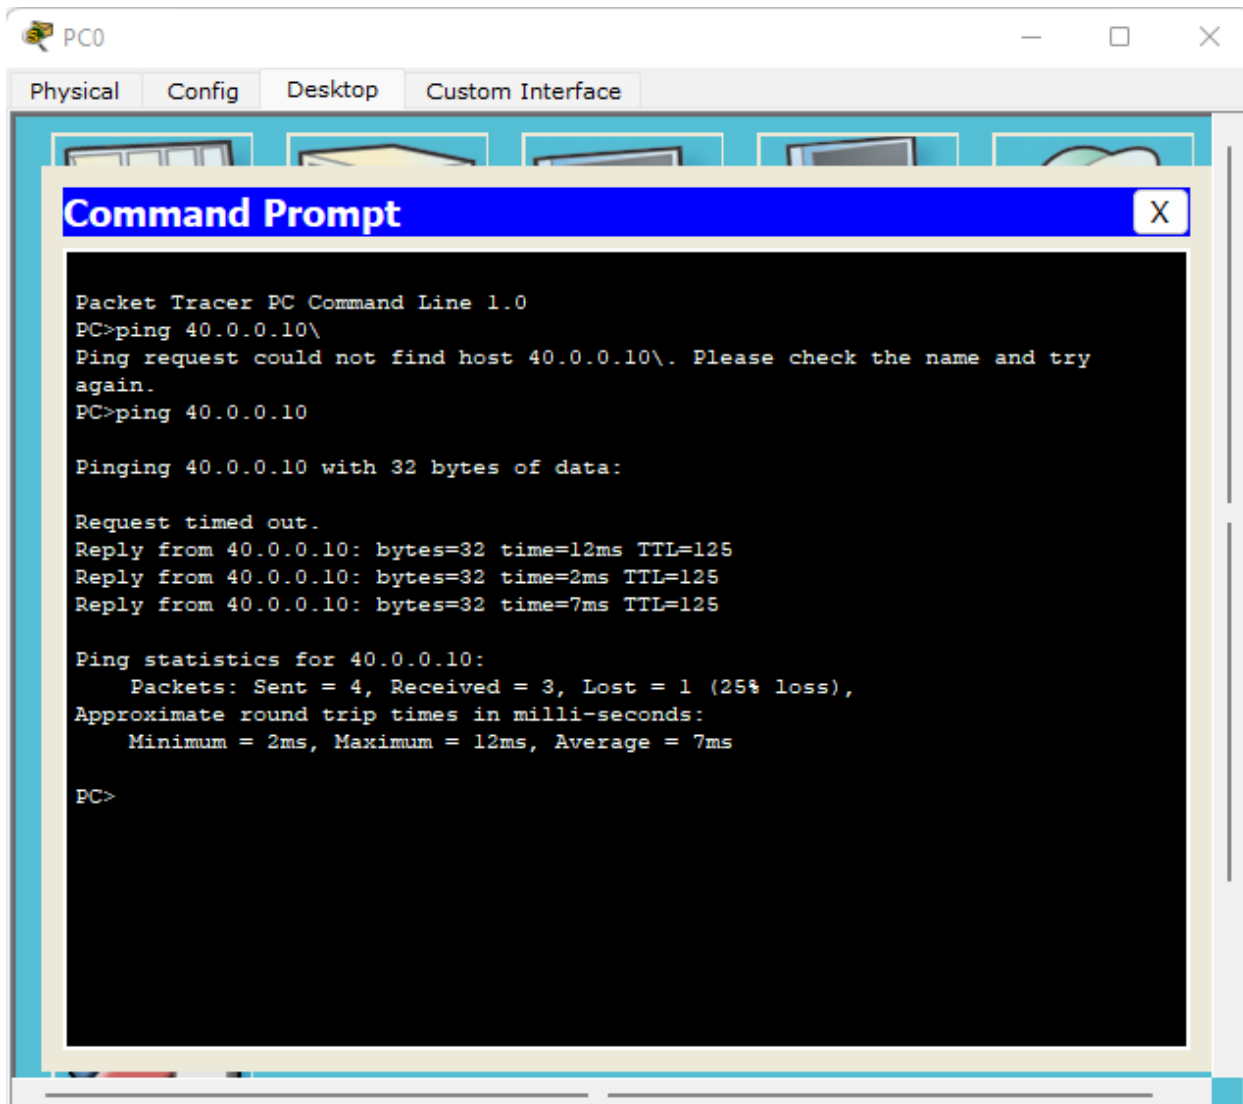 PC0
Physical Config Desktop Custom Interface
Command Prompt X
Packet Tracer PC Command Line 1.0
PC>ping 40.0.0.10\
Ping request could not find host 40.0.0.10\. Please check the name and try
again.
PC>ping 40.0.0.10
Pinging 40.0.0.10 with 32 bytes of data:
Request timed out.
Reply from 40.0.0.10: bytes=32 time=12ms TTL=125
Reply from 40.0.0.10: bytes=32 time=2ms TTL=125
Reply from 40.0.0.10: bytes=32 time=7ms TTL=125
Ping statistics for 40.0.0.10:
Packets: Sent = 4, Received = 3, Lost = 1 (25% loss),
Approximate round trip times in milli-seconds:
Minimum = 2ms, Maximum = 12ms, Average = 7ms
PC>